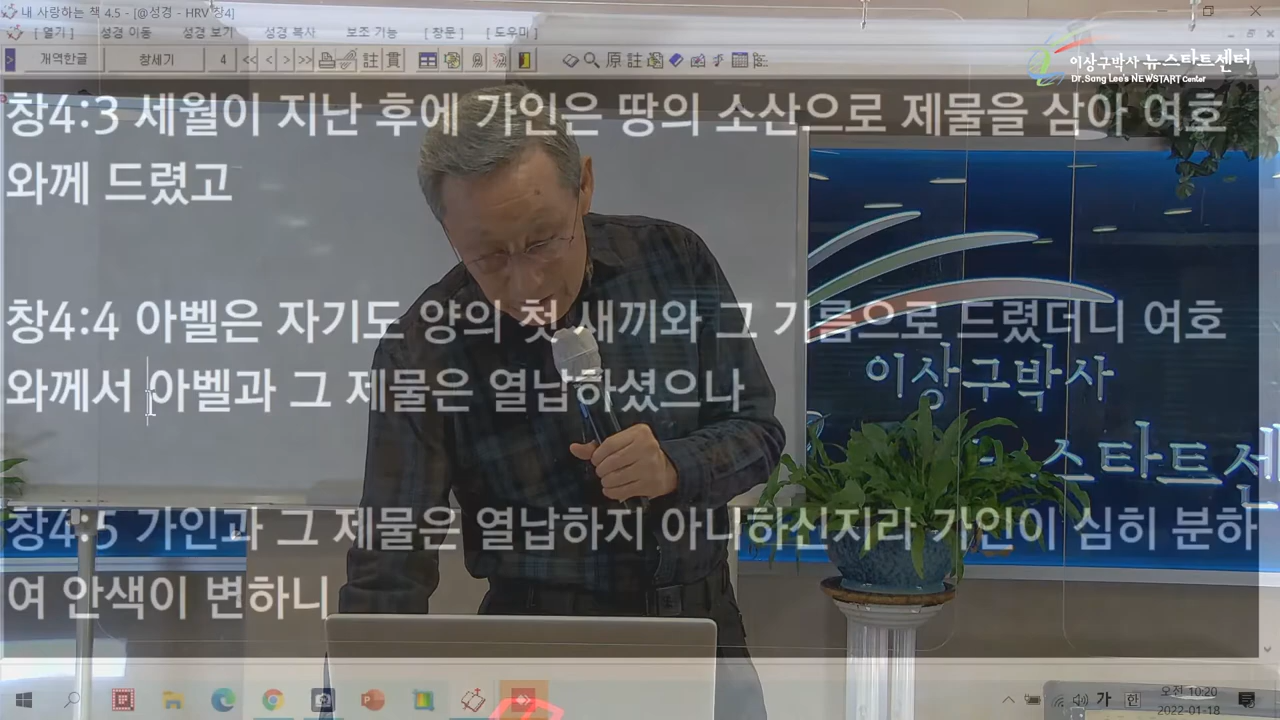 내 사랑하는 책 4.5 - [@성경 - HRV 창4]
[ 열기 ] 성경 이동 성경 보기 성경 복사 보조 기능 [ 창문 ] [ 도우미 ]
개역한글 창세기 4 << < > >> 註 貫 原 註
이상구박사 뉴스타트센터
Dr. Sang Lee's NEWSTART Center
창4:3 세월이 지난 후에 가인은 땅의 소산으로 제물을 삼아 여호
와께 드렸고
창4:4 아벨은 자기도 양의 첫 새끼와 그 기름으로 드렸더니 여호
와께서 아벨과 그 제물은 열납하셨으나
이상구박사
스타트센
창4:5 가인과 그 제물은 열납하지 아니하신지라 가인이 심히 분하
여 안색이 변하니
가 한 오전 10:20
2022-01-18